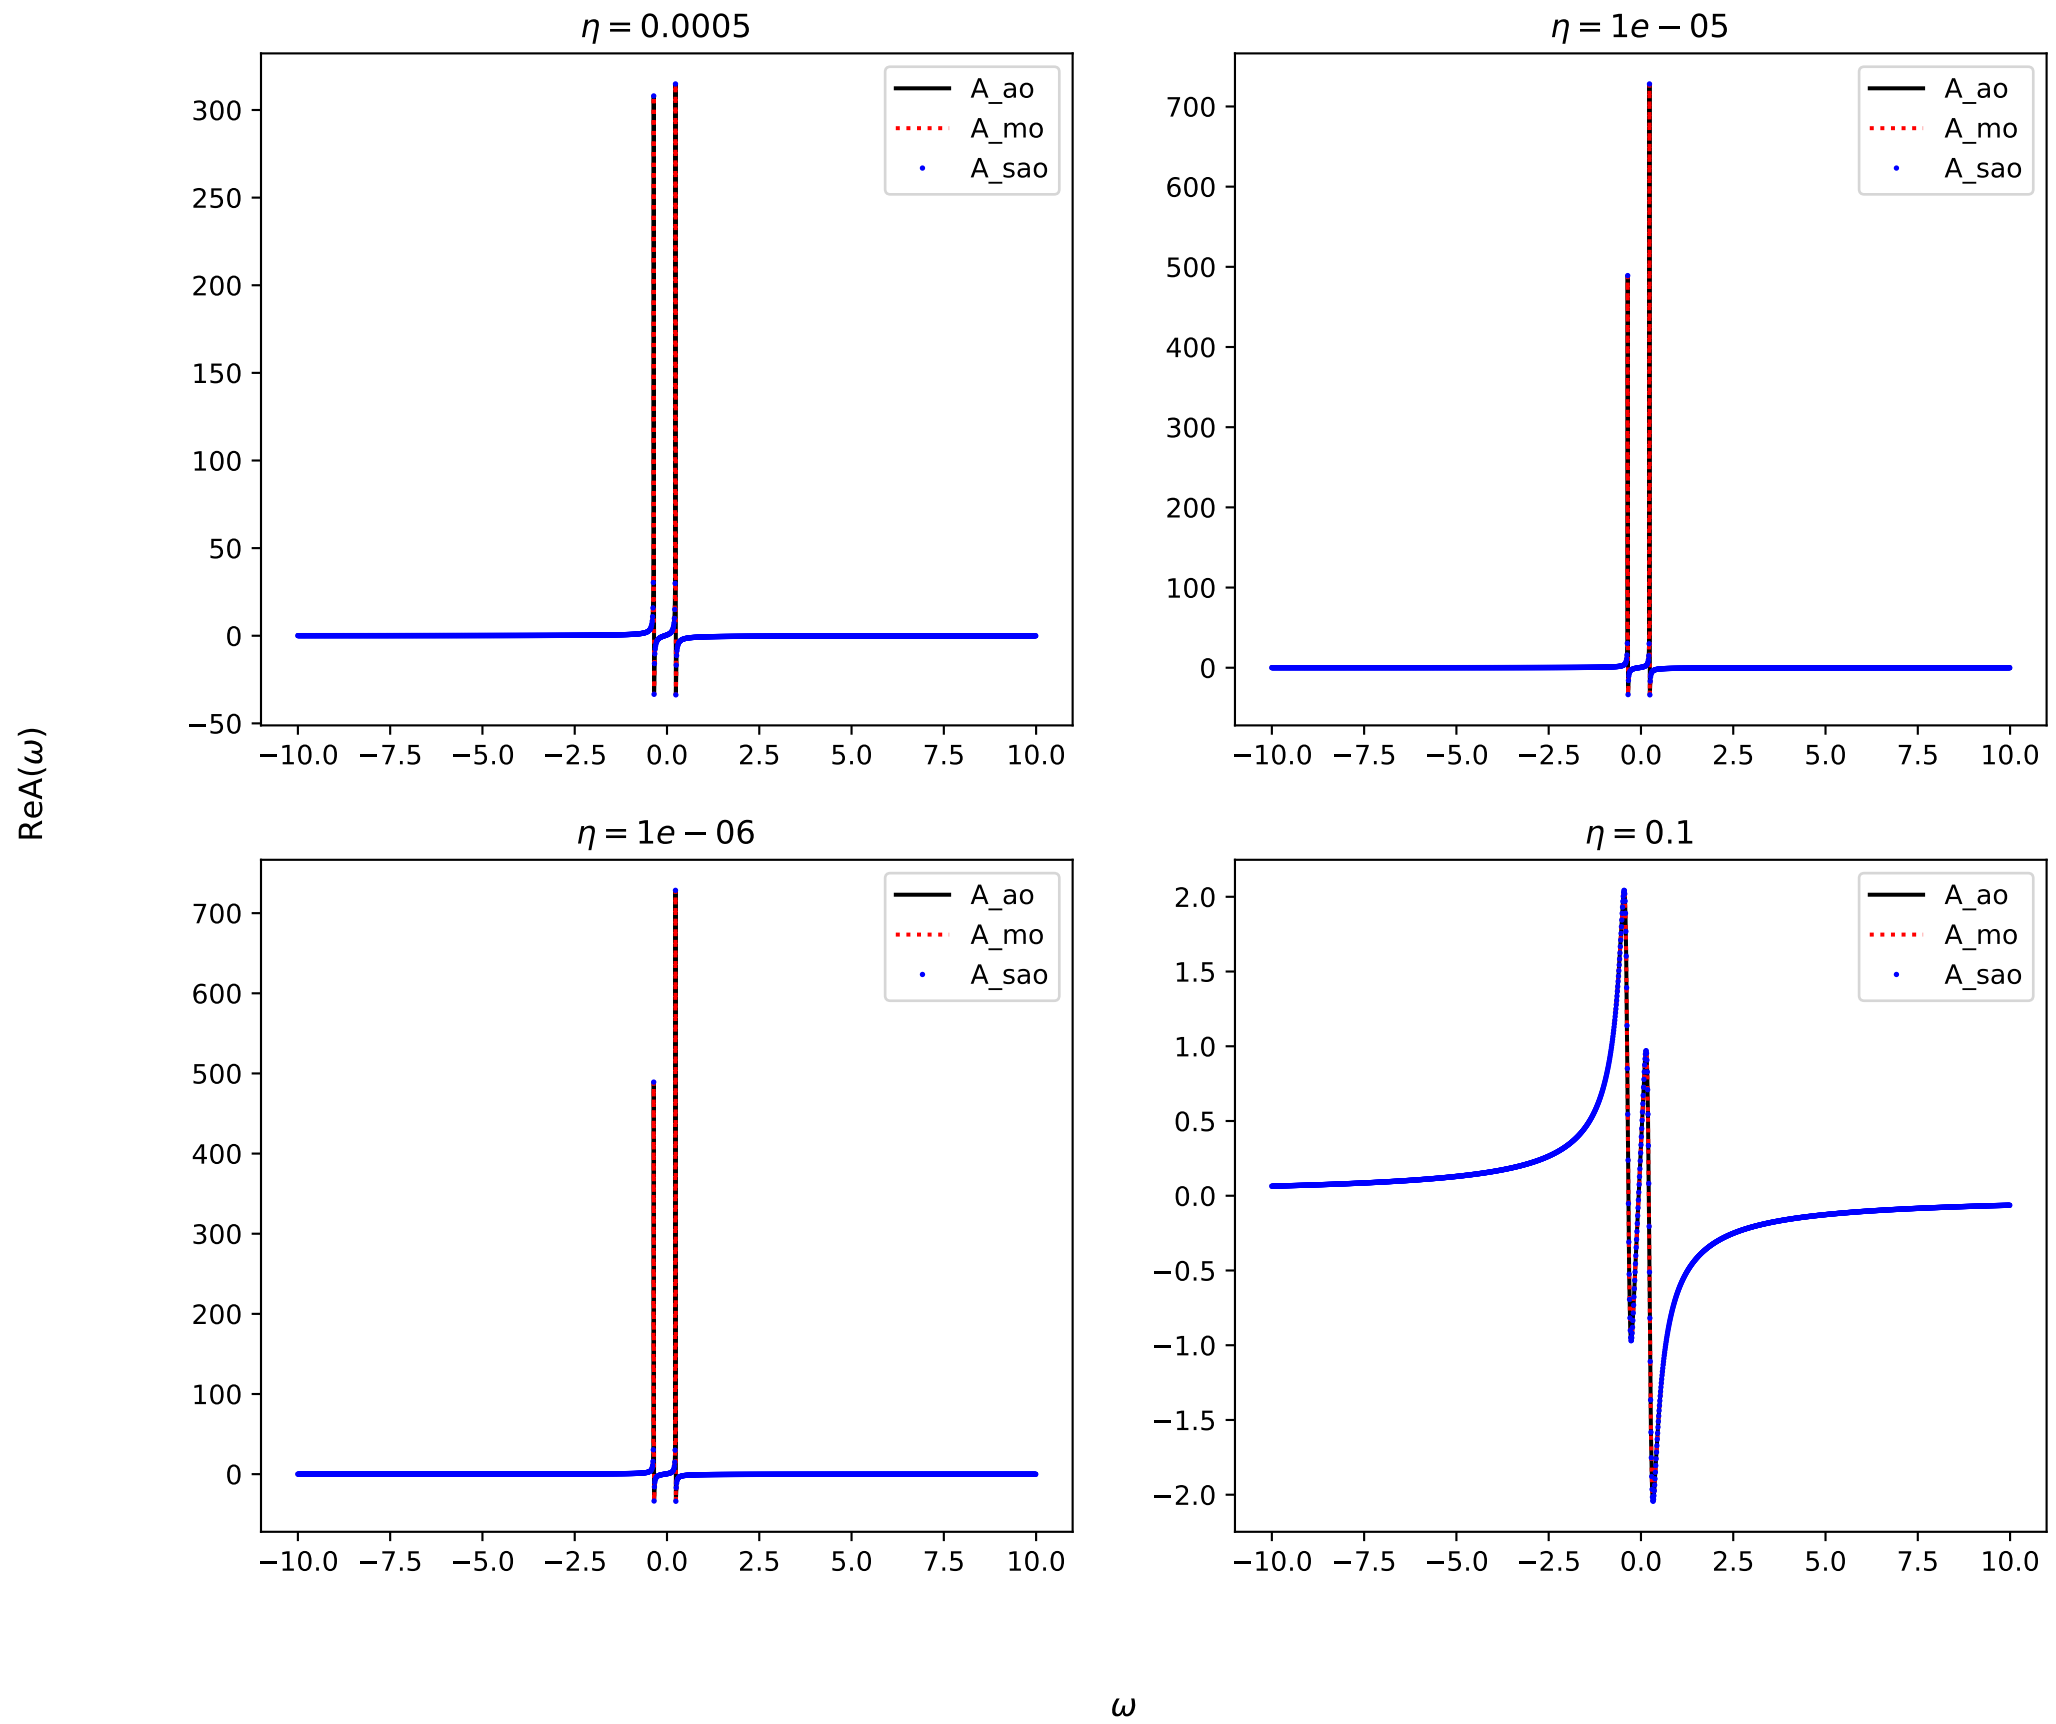 η = 0.0005
300
250
200
150
100
50
0
−50
−10.0 −7.5 −5.0 −2.5 0.0 2.5 5.0 7.5 10.0
A_ao
A_mo
A_sao
η = 1e − 05
700
600
500
400
300
200
100
0
−10.0 −7.5 −5.0 −2.5 0.0 2.5 5.0 7.5 10.0
A_ao
A_mo
A_sao
ReA(ω)
η = 1e − 06
700
600
500
400
300
200
100
0
−10.0 −7.5 −5.0 −2.5 0.0 2.5 5.0 7.5 10.0
A_ao
A_mo
A_sao
η = 0.1
2.0
1.5
1.0
0.5
0.0
−0.5
−1.0
−1.5
−2.0
−10.0 −7.5 −5.0 −2.5 0.0 2.5 5.0 7.5 10.0
A_ao
A_mo
A_sao
ω